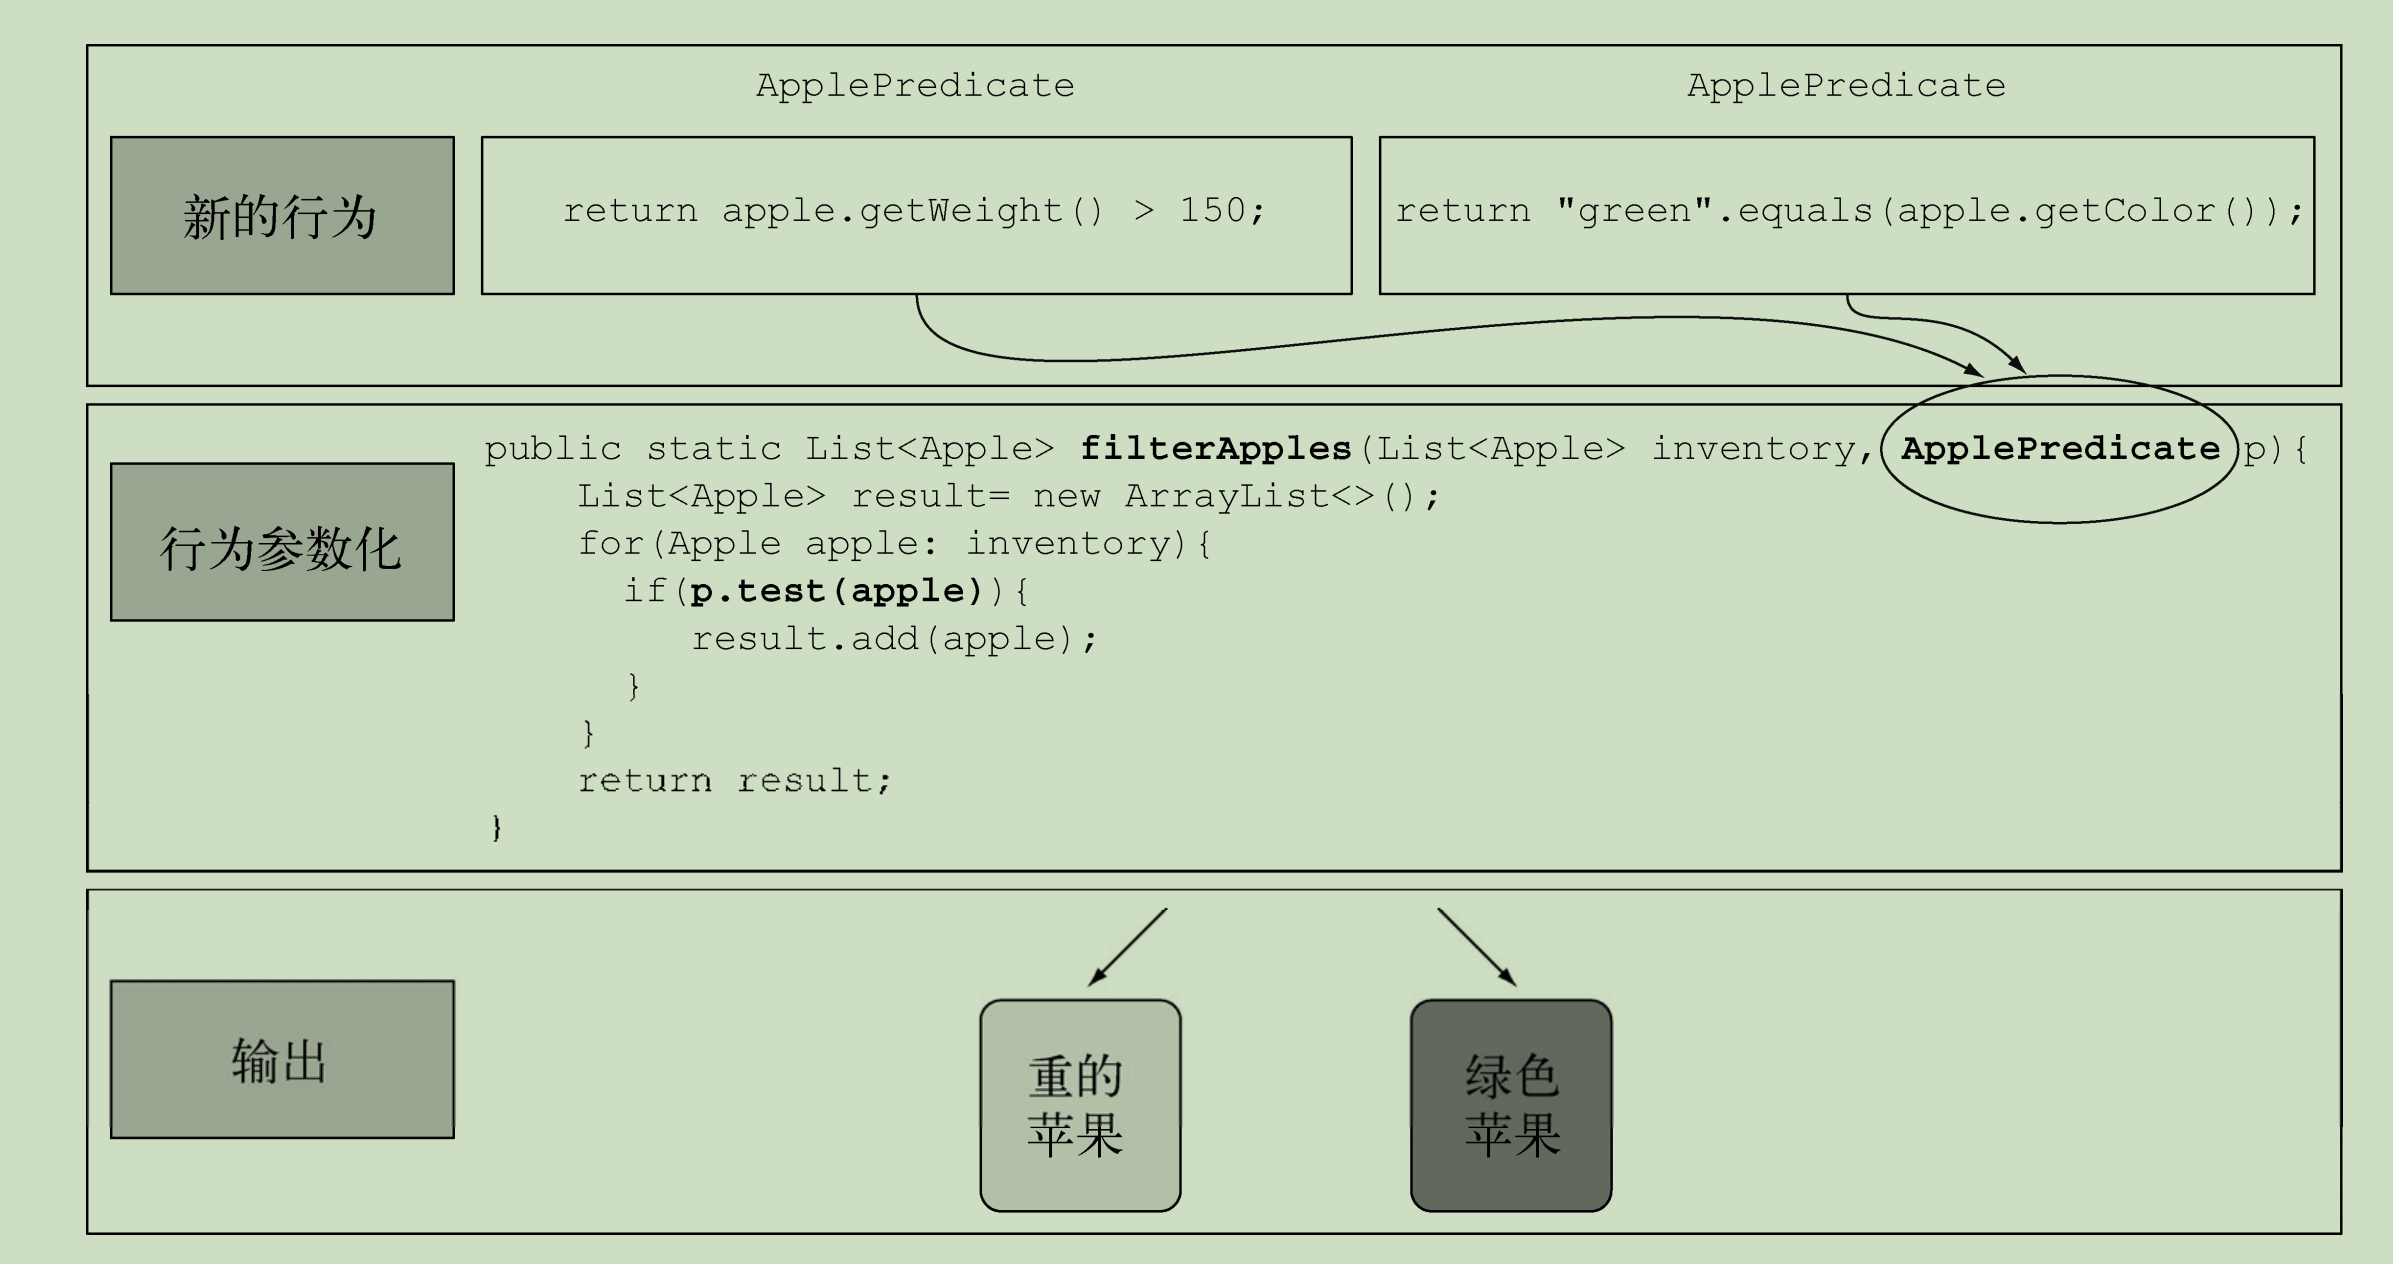 ApplePredicate
ApplePredicate
新的行为
return apple.getWeight() > 150;
return "green".equals(apple.getColor());
行为参数化
public static List<Apple> filterApples(List<Apple> inventory, ApplePredicate p){
List<Apple> result= new ArrayList<>();
for(Apple apple: inventory){
if(p.test(apple)){
result.add(apple);
}
}
return result;
}
输出
重的
苹果
绿色
苹果